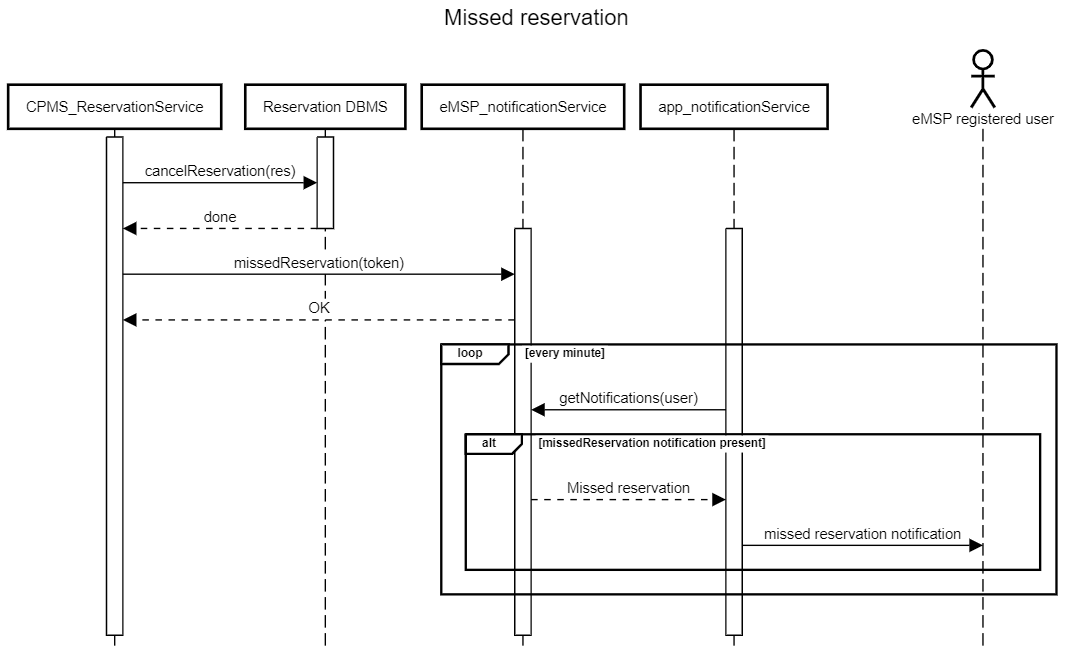 Missed reservation
CPMS_ReservationService
Reservation DBMS
eMSP_notificationService
app_notificationService
eMSP registered user
cancelReservation(res)
done
missedReservation(token)
OK
loop
[every minute]
getNotifications(user)
alt
[missedReservation notification present]
Missed reservation
missed reservation notification